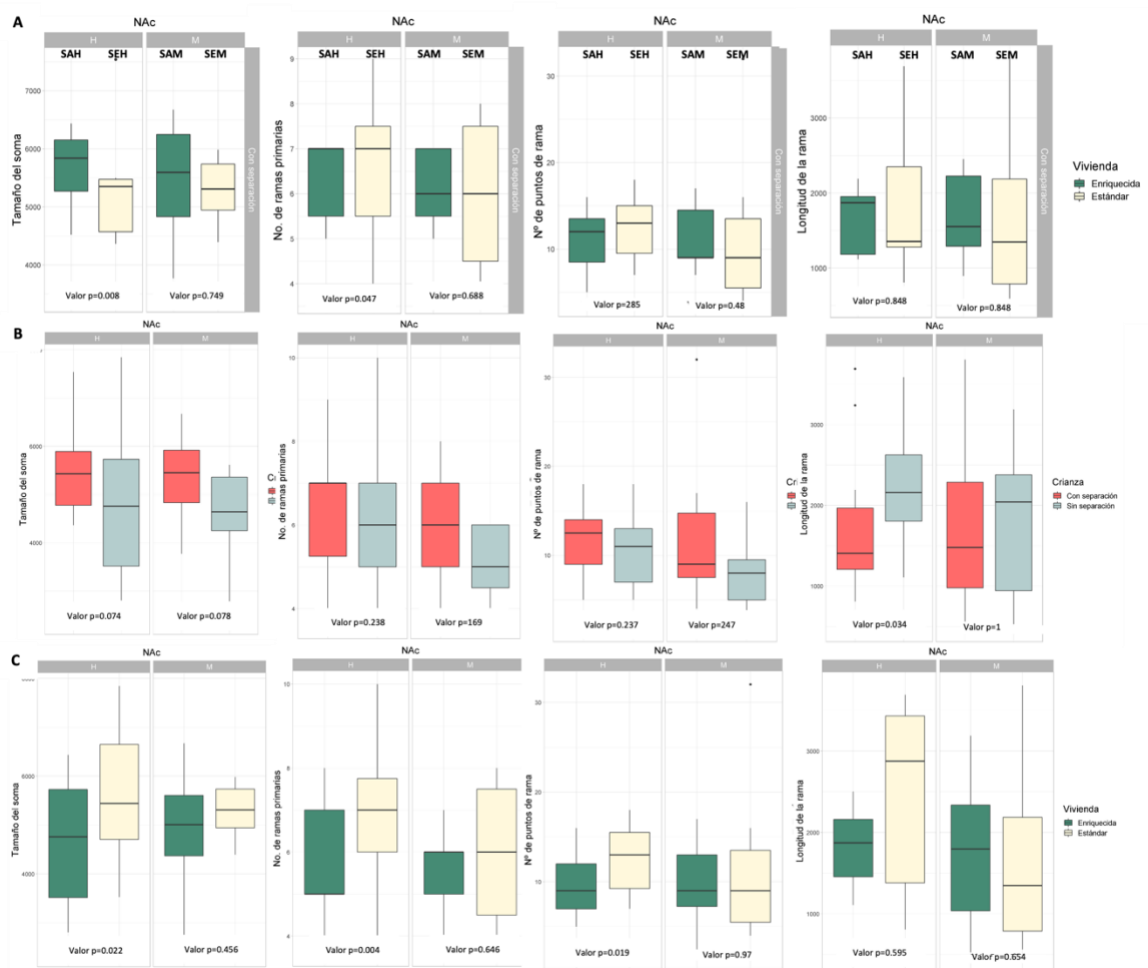 A
NAc
NAc
NAc
NAc
H
M
H
M
H
M
H
M
SAH
SEH
SAM
SEM
SAH
SEH
SAM
SEM
SAH
SEH
SAM
SEM
SAH
SEH
SAM
SEM
Tamaño del soma
7000
6000
5000
4000
Con separación
Valor p=0.008
Valor p=0.749
No. de ramas primarias
9
8
7
6
5
4
Con separación
Valor p=0.047
Valor p=0.688
Nº de puntos de rama
30
20
10
Con separación
Valor p=285
Valor p=0.48
Longitud de la rama
3000
2000
1000
Con separación
Valor p=0.848
Valor p=0.848
Vivienda
Enriquecida
Estándar
B
NAc
NAc
NAc
NAc
H
M
H
M
H
M
H
M
Tamaño del soma
6000
4000
Valor p=0.074
Valor p=0.078
No. de ramas primarias
10
8
6
4
Valor p=0.238
Valor p=169
Nº de puntos de rama
30
20
10
Valor p=0.237
Valor p=247
Cri
Longitud de la rama
3000
2000
1000
Valor p=0.034
Valor p=1
Crianza
Con separación
Sin separación
C
NAc
NAc
NAc
NAc
H
M
H
M
H
M
H
M
Tamaño del soma
6000
4000
Valor p=0.022
Valor p=0.456
No. de ramas primarias
10
8
6
4
Valor p=0.004
Valor p=0.646
Nº de puntos de rama
30
20
10
Valor p=0.019
Valor p=0.97
Longitud de la rama
3000
2000
1000
Valor p=0.595
Valor p=0.654
Vivienda
Enriquecida
Estándar